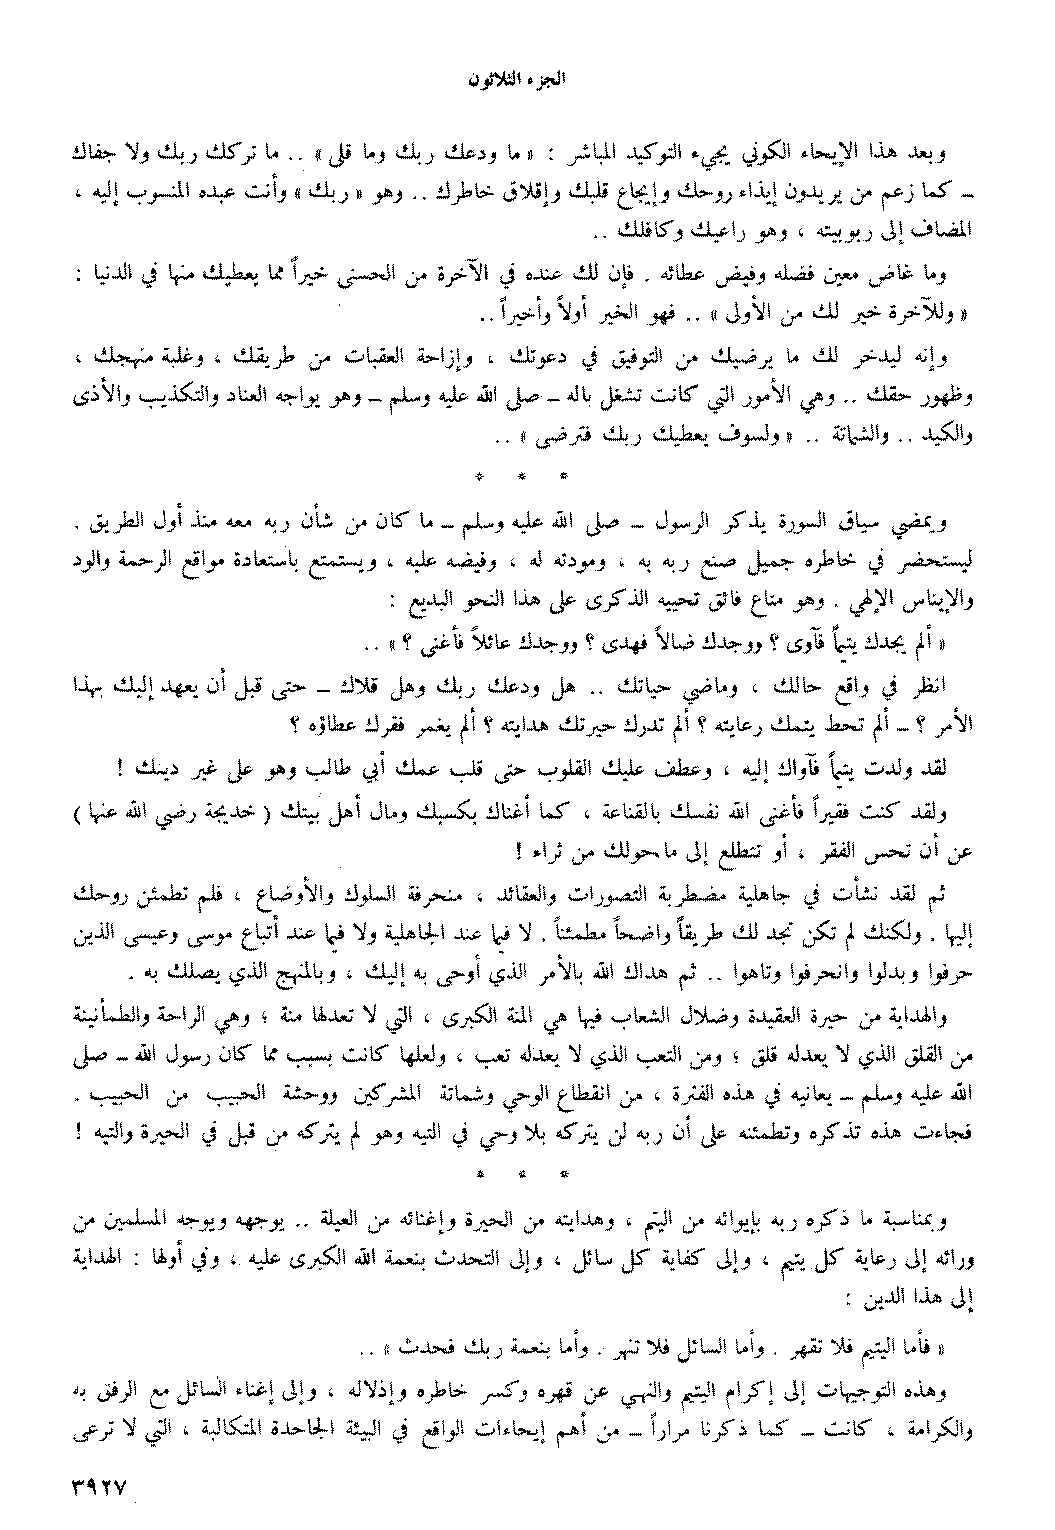 الجزء الثلاثون
وبعد هذا الإيحاء الكوني يجيء التوكيد المباشر : « ما ودعك ربك وما قلى » .. ما تركك ربك ولا جفاك
– كما زعم من يريدون إيذاء روحك وإيجاع قلبك وإقلاق خاطرك .. وهو « ربك » وأنت عبده المنسوب إليه ،
المضاف إلى ربوبيته ، وهو راعيك وكافلك ..
وما غاض معين فضله وفيض عطائه . فإن لك عنده في الآخرة من الحسنى خيراً مما يعطيك منها في الدنيا :
« وللآخرة خير لك من الأولى » .. فهو الخير أولاً وأخيراً ..
وإنه ليدخر لك ما يرضيك من التوفيق في دعوتك ، وإزاحة العقبات من طريقك ، وغلبة منهجك ،
وظهور حقك .. وهي الأمور التي كانت تشغل باله – صلى الله عليه وسلم – وهو يواجه العناد والتكذيب والأذى
والكيد .. والشماتة .. « ولسوف يعطيك ربك فترضى » ..
* * *
ويمضي سياق السورة يذكر الرسول – صلى الله عليه وسلم – ما كان من شأن ربه معه منذ أول الطريق .
ليستحضر في خاطره جميل صنع ربه به ، ومودته له ، وفيضه عليه ، ويستمتع باستعادة مواقع الرحمة والود
والإيناس الإلهي . وهو متاع فائق تحييه الذكرى على هذا النحو البديع :
« ألم يجدك يتيماً فآوى ؟ ووجدك ضالاً فهدى ؟ ووجدك عائلاً فأغنى ؟ » ..
انظر في واقع حالك ، وماضي حياتك .. هل ودعك ربك وهل قلاك – حتى قبل أن يعهد إليك بهذا
الأمر ؟ – ألم تحط يتمك رعايته ؟ ألم تدرك حيرتك هدايته ؟ ألم يغمر فقرك عطاؤه ؟
لقد ولدت يتيماً فآواك إليه ، وعطف عليك القلوب حتى قلب عمك أبي طالب وهو على غير دينك !
ولقد كنت فقيراً فأغنى الله نفسك بالقناعة ، كما أغناك بكسبك ومال أهل بيتك ( خديجة رضي الله عنها )
عن أن تحس الفقر ، أو تتطلع إلى ما حولك من ثراء !
ثم لقد نشأت في جاهلية مضطربة التصورات والعقائد ، منحرفة السلوك والأوضاع ، فلم تطمئن روحك
إليها . ولكنك لم تكن تجد لك طريقاً واضحاً مطمئناً . لا فيما عند الجاهلية ولا فيما عند أتباع موسى وعيسى الذين
حرفوا وبدلوا وانحرفوا وتاهوا .. ثم هداك الله بالأمر الذي أوحى به إليك ، وبالمنهج الذي يصلك به .
والهداية من حيرة العقيدة وضلال الشعاب فيها هي المنة الكبرى ، التي لا تعدلها منة ؛ وهي الراحة والطمأنينة
من القلق الذي لا يعدله قلق ؛ ومن التعب الذي لا يعدله تعب ، ولعلها كانت بسبب مما كان رسول الله – صلى
الله عليه وسلم – يعانيه في هذه الفترة ، من انقطاع الوحي وشماتة المشركين ووحشة الحبيب من الحبيب .
فجاءت هذه تذكره وتطمئنه على أن ربه لن يتركه بلا وحي في التيه وهو لم يتركه من قبل في الحيرة والتيه !
* * *
وبمناسبة ما ذكره ربه بإيوائه من اليتم ، وهدايته من الحيرة وإغنائه من العيلة .. يوجهه ويوجه المسلمين من
ورائه إلى رعاية كل يتيم ، وإلى كفاية كل سائل ، وإلى التحدث بنعمة الله الكبرى عليه ، وفي أولها : الهداية
إلى هذا الدين :
« فأما اليتيم فلا تقهر . وأما السائل فلا تنهر . وأما بنعمة ربك فحدث » ..
وهذه التوجيهات إلى إكرام اليتيم والنهي عن قهره وكسر خاطره وإذلاله ، وإلى إغناء السائل مع الرفق به
والكرامة ، كانت – كما ذكرنا مراراً – من أهم إيحاءات الواقع في البيئة الجاحدة المتكالبة ، التي لا ترعى
٣٩٢٧